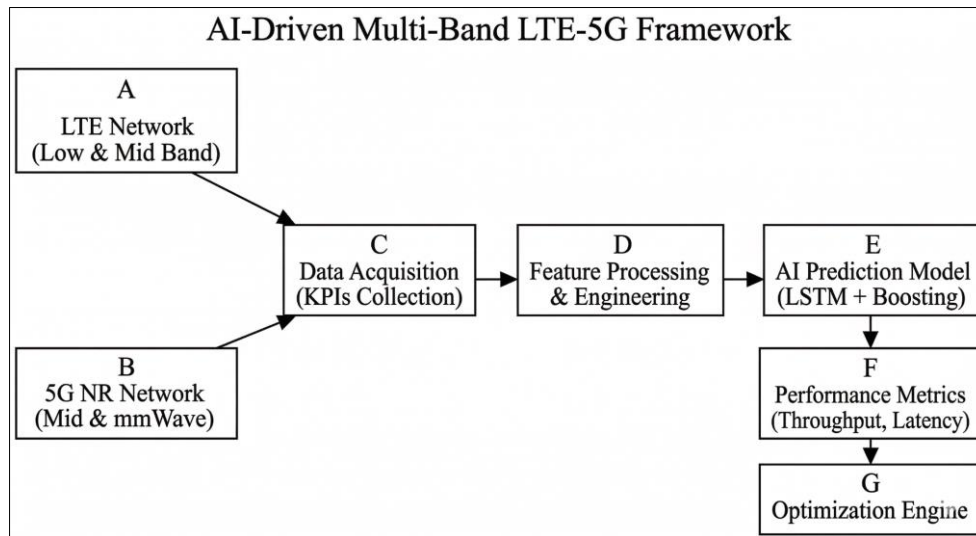 AI-Driven Multi-Band LTE-5G Framework
A
LTE Network
(Low & Mid Band)
B
5G NR Network
(Mid & mmWave)
C
Data Acquisition
(KPIs Collection)
D
Feature Processing
& Engineering
E
AI Prediction Model
(LSTM + Boosting)
F
Performance Metrics
(Throughput, Latency)
G
Optimization Engine